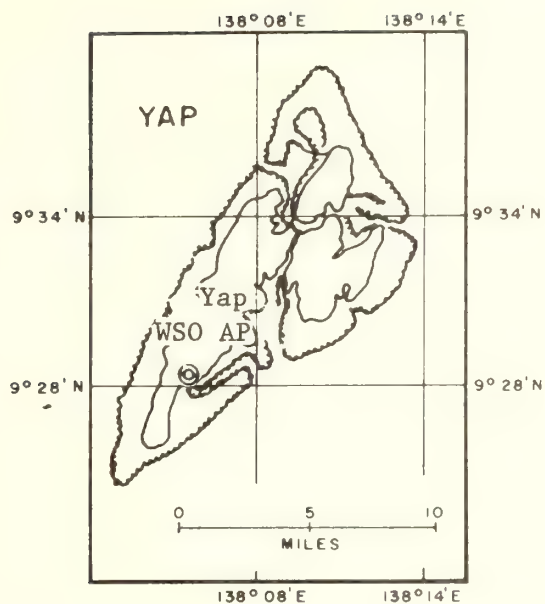 138° 08' E 138° 14' E
YAP
9° 34' N 9° 34' N
Yap
WSO AP
9° 28' N 9° 28' N
0 5 10
MILES
138° 08' E 138° 14' E